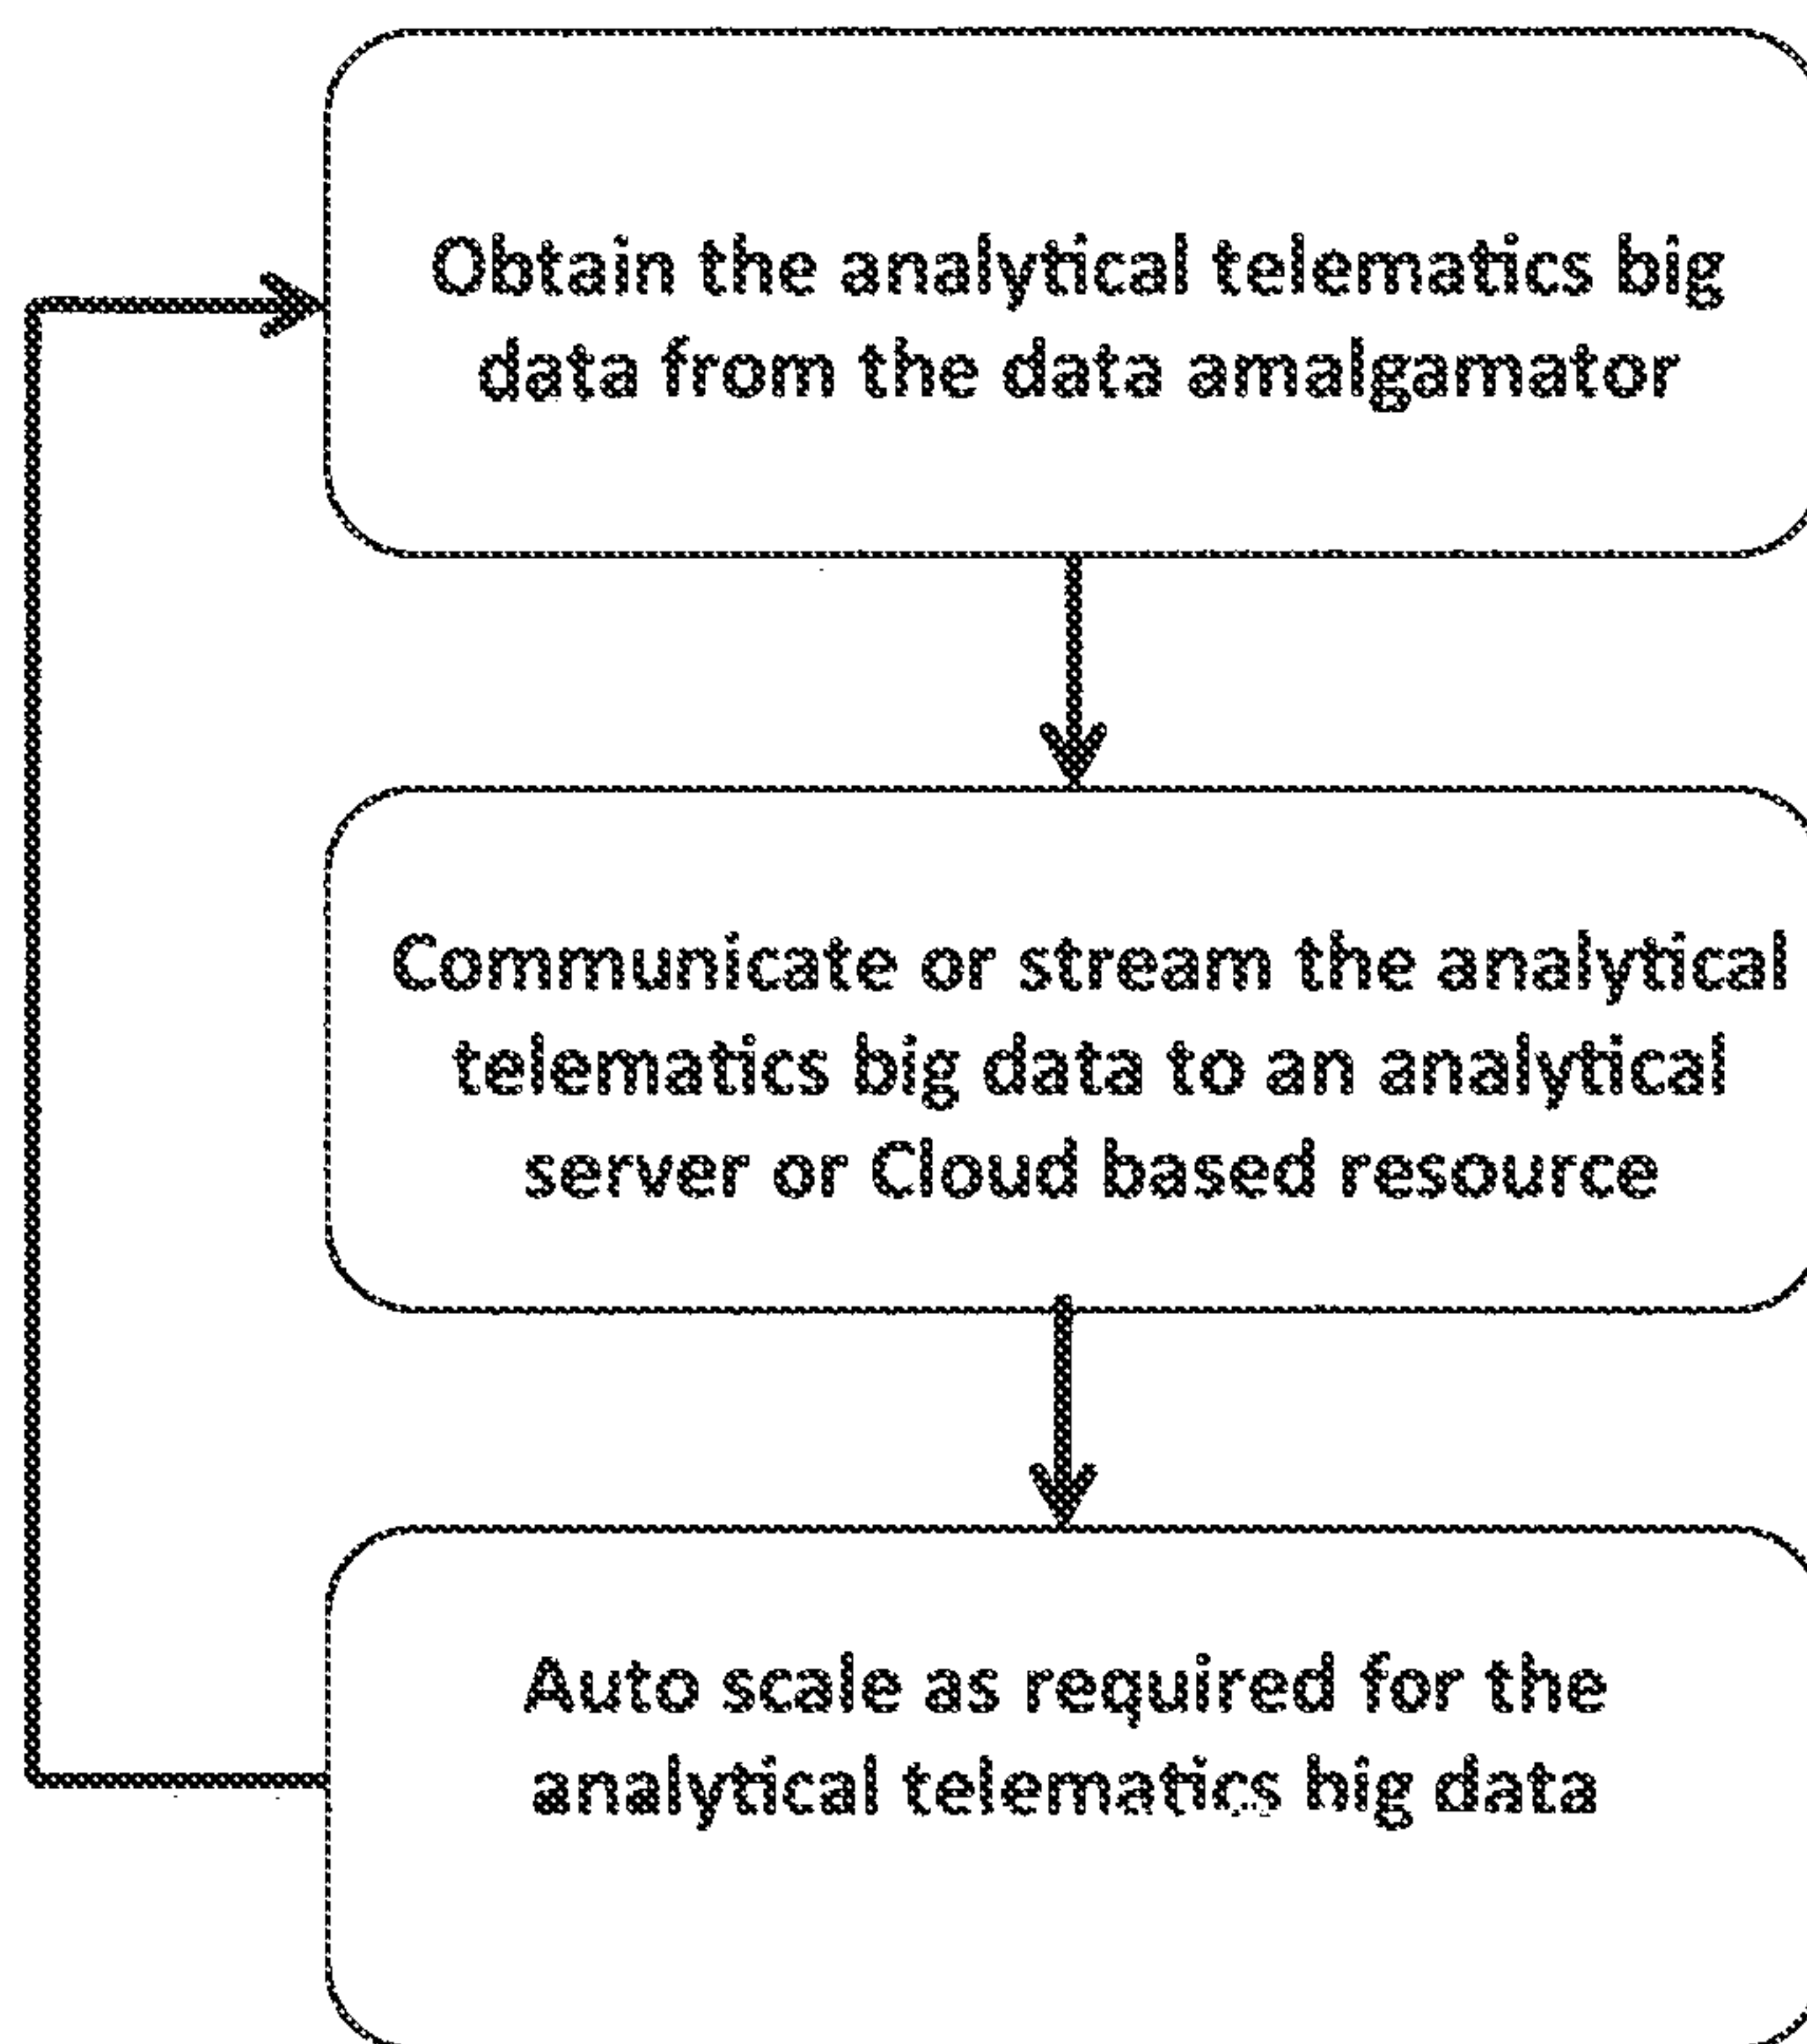 Obtain the analytical telematics big
data from the data amalgamator
Communicate or stream the analytical
telematics big data to an analytical
server or Cloud based resource
Auto scale as required for the
analytical telematics big data